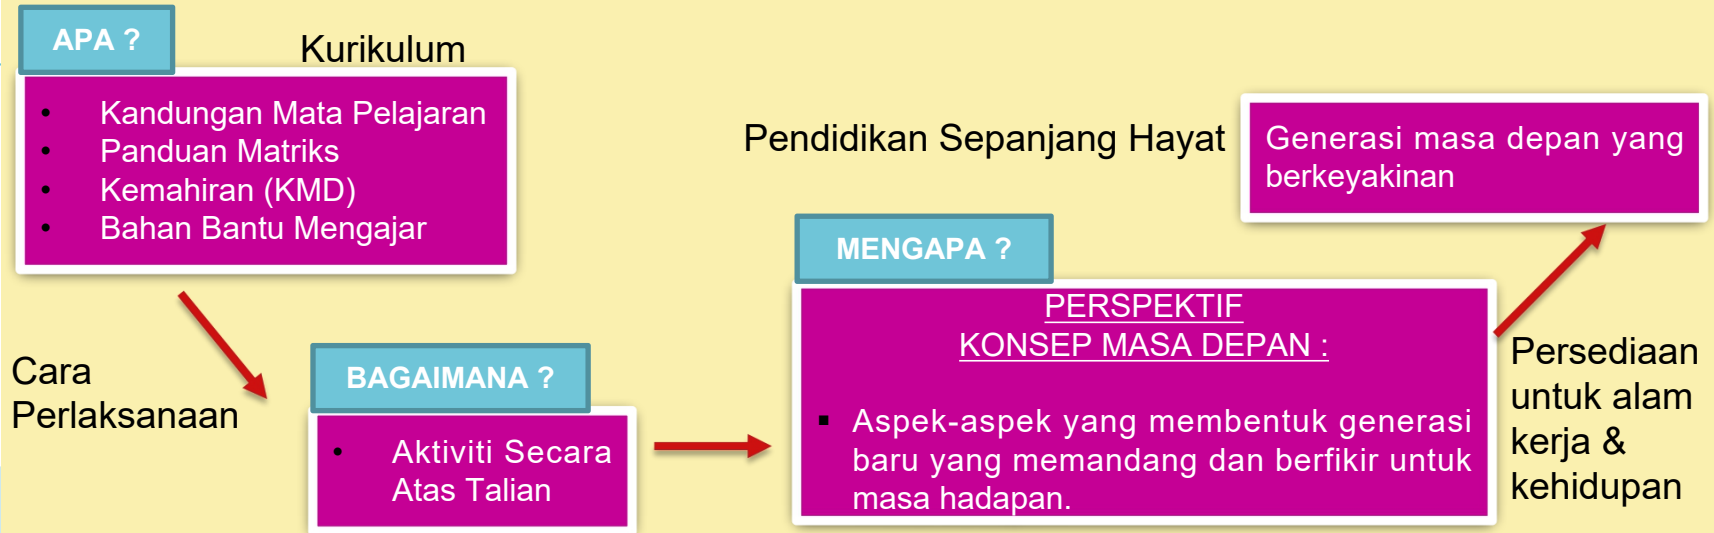 APA ?
Kurikulum
• Kandungan Mata Pelajaran
• Panduan Matriks
• Kemahiran (KMD)
• Bahan Bantu Mengajar
Cara
Perlaksanaan
BAGAIMANA ?
• Aktiviti Secara
Atas Talian
Pendidikan Sepanjang Hayat
MENGAPA ?
PERSPEKTIF
KONSEP MASA DEPAN :
▪ Aspek-aspek yang membentuk generasi
baru yang memandang dan berfikir untuk
masa hadapan.
Generasi masa depan yang
berkeyakinan
Persediaan
untuk alam
kerja &
kehidupan